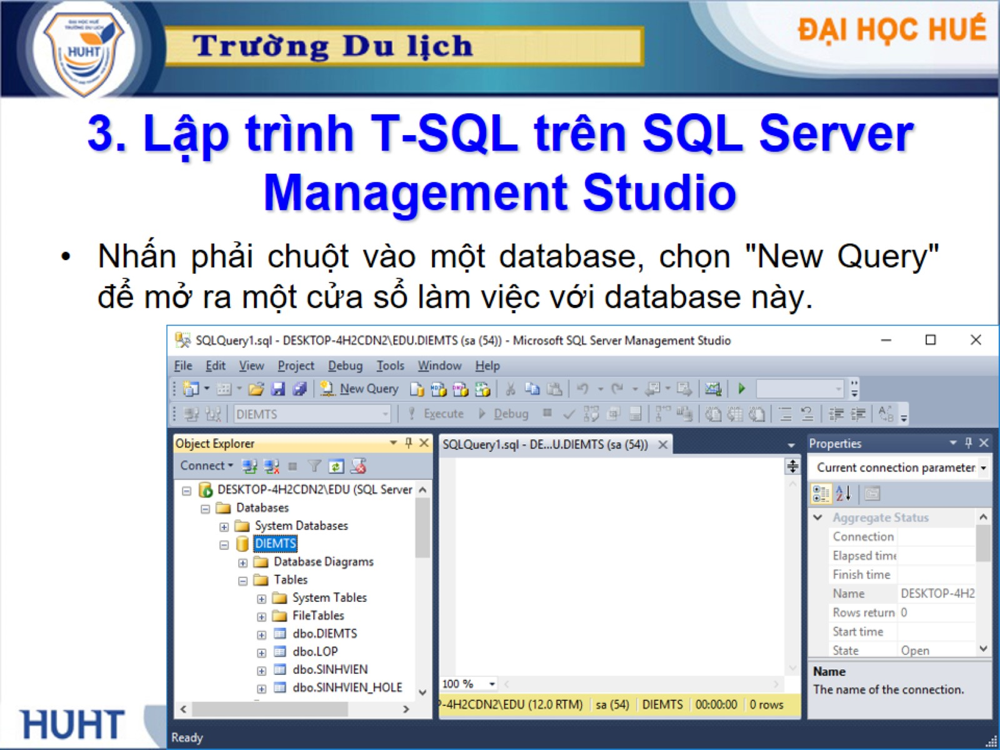 ĐẠI HỌC HUẾ
TRƯỜNG DU LỊCH
HUHT
Trường Du lịch
ĐẠI HỌC HUẾ
3. Lập trình T-SQL trên SQL Server
Management Studio
• Nhấn phải chuột vào một database, chọn "New Query"
để mở ra một cửa sổ làm việc với database này.
SQLQuery1.sql - DESKTOP-4H2CDN2\EDU.DIEMTS (sa (54)) - Microsoft SQL Server Management Studio
File Edit View Project Debug Tools Window Help
New Query
DIEMTS Execute Debug
Object Explorer
Connect
DESKTOP-4H2CDN2\EDU (SQL Server
Databases
System Databases
DIEMTS
Database Diagrams
Tables
System Tables
FileTables
dbo.DIEMTS
dbo.LOP
dbo.SINHVIEN
dbo.SINHVIEN_HOLE
SQLQuery1.sql - DE...U.DIEMTS (sa (54))
100 %
P-4H2CDN2\EDU (12.0 RTM) sa (54) DIEMTS 00:00:00 0 rows
Properties
Current connection parameter
Aggregate Status
Connection
Elapsed time
Finish time
Name DESKTOP-4H2
Rows return 0
Start time
State Open
Name
The name of the connection.
HUHT
Ready